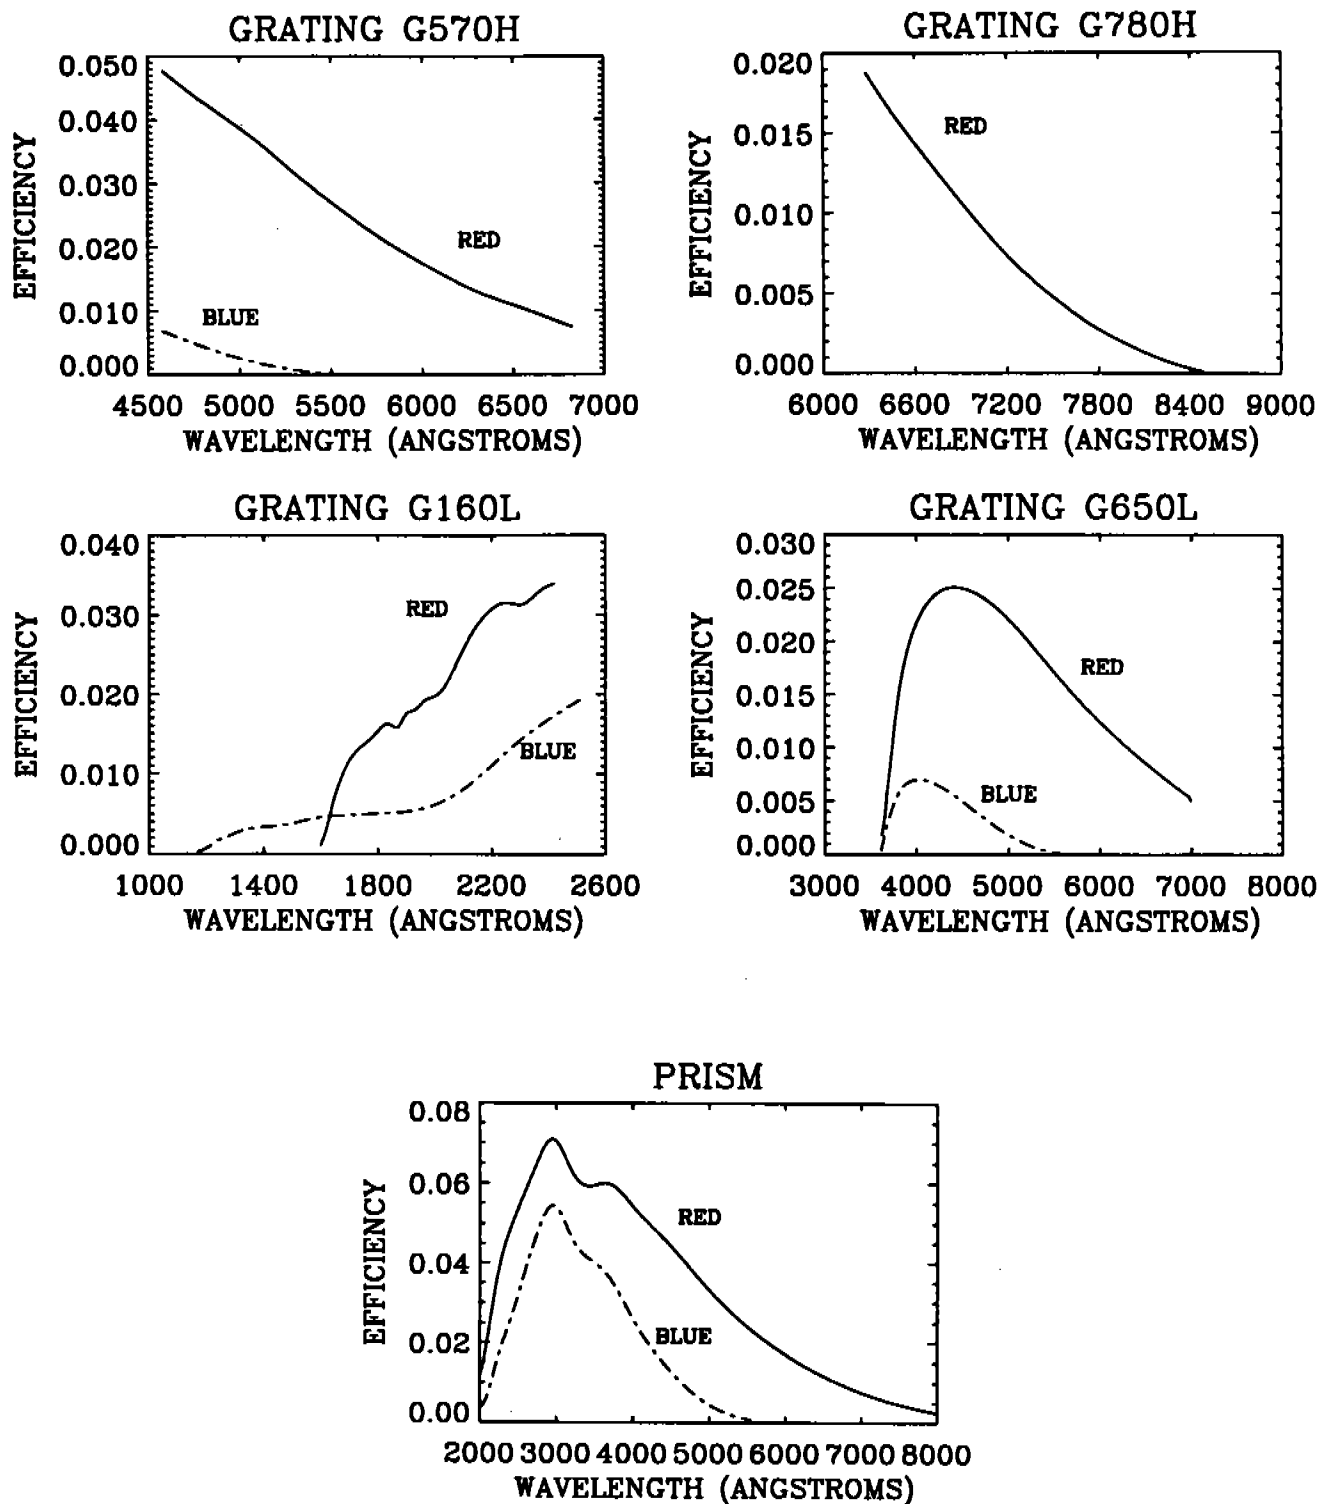 GRATING G570H
0.050
0.040
0.030
0.020
0.010
0.000
EFFICIENCY
RED
BLUE
4500 5000 5500 6000 6500 7000
WAVELENGTH (ANGSTROMS)
GRATING G780H
0.020
0.015
0.010
0.005
0.000
EFFICIENCY
RED
6000 6600 7200 7800 8400 9000
WAVELENGTH (ANGSTROMS)
GRATING G160L
0.040
0.030
0.020
0.010
0.000
EFFICIENCY
RED
BLUE
1000 1400 1800 2200 2600
WAVELENGTH (ANGSTROMS)
GRATING G650L
0.030
0.025
0.020
0.015
0.010
0.005
0.000
EFFICIENCY
RED
BLUE
3000 4000 5000 6000 7000 8000
WAVELENGTH (ANGSTROMS)
PRISM
0.08
0.06
0.04
0.02
0.00
EFFICIENCY
RED
BLUE
2000 3000 4000 5000 6000 7000 8000
WAVELENGTH (ANGSTROMS)